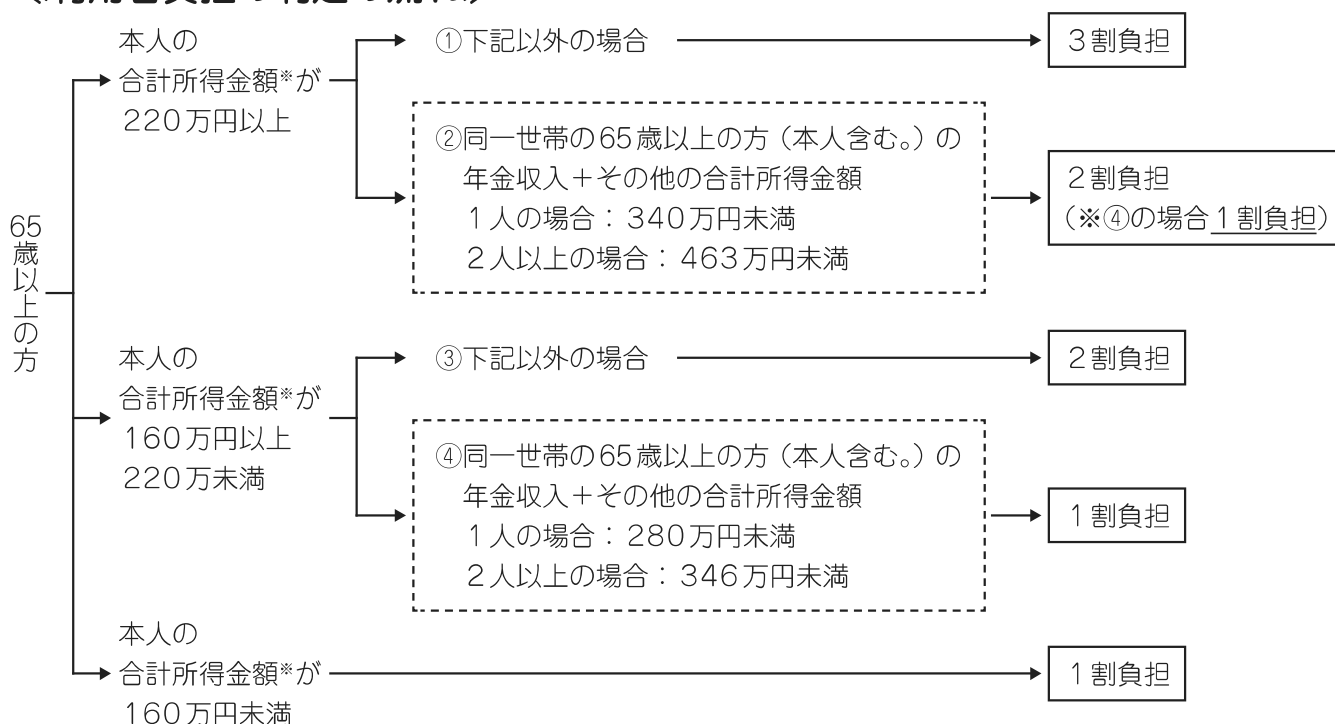 65歳以上の方
本人の
合計所得金額※が
220万円以上
①下記以外の場合
3割負担
②同一世帯の65歳以上の方（本人含む。）の
年金収入＋その他の合計所得金額
1人の場合：340万円未満
2人以上の場合：463万円未満
2割負担
（※④の場合1割負担）
本人の
合計所得金額※が
160万円以上
220万未満
③下記以外の場合
2割負担
④同一世帯の65歳以上の方（本人含む。）の
年金収入＋その他の合計所得金額
1人の場合：280万円未満
2人以上の場合：346万円未満
1割負担
本人の
合計所得金額※が
160万円未満
1割負担